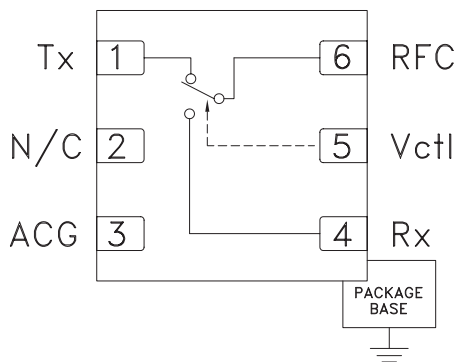 Tx 1 6 RFC
N/C 2 5 Vctl
ACG 3 4 Rx
PACKAGE
BASE